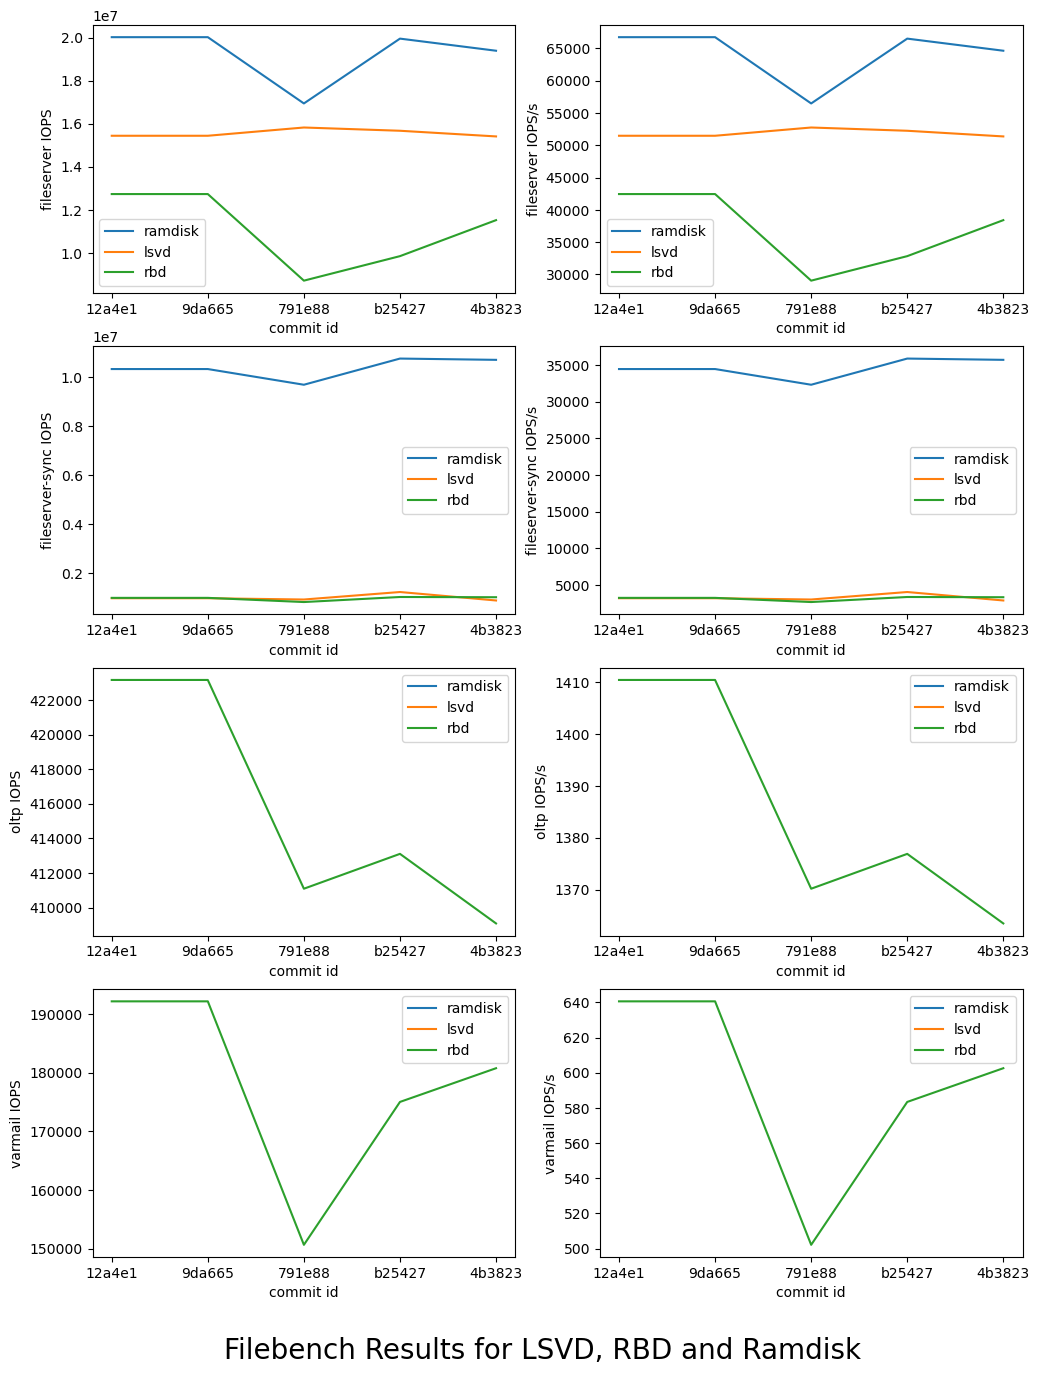 1e7
2.0
1.8
1.6
1.4
1.2
1.0
fileserver IOPS
ramdisk
lsvd
rbd
12a4e1 9da665 791e88 b25427 4b3823
commit id
65000
60000
55000
50000
45000
40000
35000
30000
fileserver IOPS/s
ramdisk
lsvd
rbd
12a4e1 9da665 791e88 b25427 4b3823
commit id
1e7
1.0
0.8
0.6
0.4
0.2
fileserver-sync IOPS
ramdisk
lsvd
rbd
12a4e1 9da665 791e88 b25427 4b3823
commit id
35000
30000
25000
20000
15000
10000
5000
fileserver-sync IOPS/s
ramdisk
lsvd
rbd
12a4e1 9da665 791e88 b25427 4b3823
commit id
422000
420000
418000
416000
414000
412000
410000
oltp IOPS
ramdisk
lsvd
rbd
12a4e1 9da665 791e88 b25427 4b3823
commit id
1410
1400
1390
1380
1370
oltp IOPS/s
ramdisk
lsvd
rbd
12a4e1 9da665 791e88 b25427 4b3823
commit id
190000
180000
170000
160000
150000
varmail IOPS
ramdisk
lsvd
rbd
12a4e1 9da665 791e88 b25427 4b3823
commit id
640
620
600
580
560
540
520
500
varmail IOPS/s
ramdisk
lsvd
rbd
12a4e1 9da665 791e88 b25427 4b3823
commit id
Filebench Results for LSVD, RBD and Ramdisk